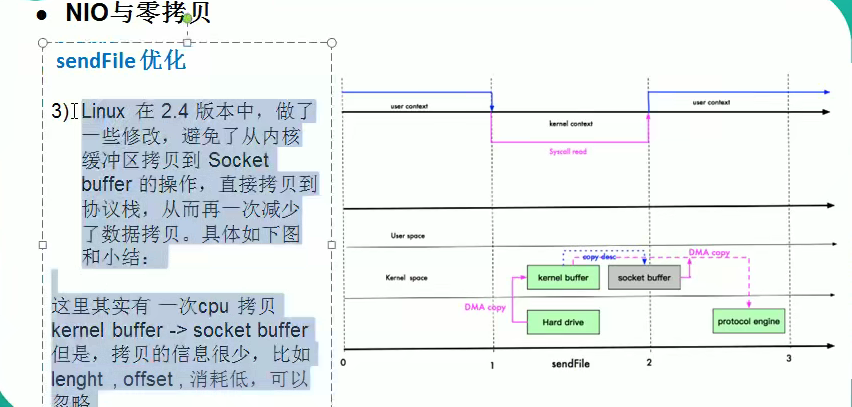 • NIO与零拷贝
sendFile 优化
3) Linux 在 2.4 版本中，做了
一些修改，避免了从内核
缓冲区拷贝到 Socket
buffer 的操作，直接拷贝到
协议栈，从而再一次减少
了数据拷贝。具体如下图
和小结：
这里其实有 一次cpu 拷贝
kernel buffer -> socket buffer
但是，拷贝的信息很少，比如
lenght , offset , 消耗低，可以
忽略
user context
user context
kernel context
Syscall read
User space
copy desc
DMA copy
Kernel space
kernel buffer
socket buffer
DMA copy
Hard drive
protocol engine
0
1
sendFile
2
3